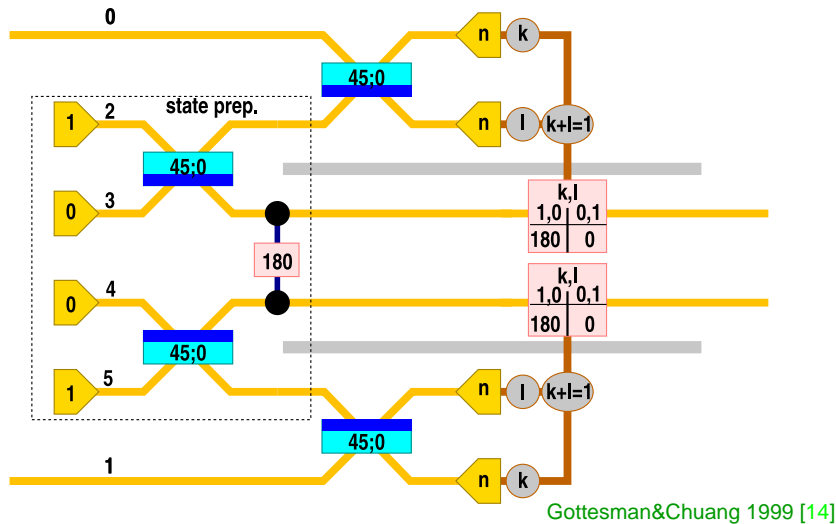 0
n k
45;0
state prep.
1 2 n l k+l=1
45;0
k,l
0 3 1,0 0,1
180 0
180
k,l
0 4 1,0 0,1
180 0
45;0
1 5 n l k+l=1
45;0
1 n k
Gottesman&Chuang 1999 [14]